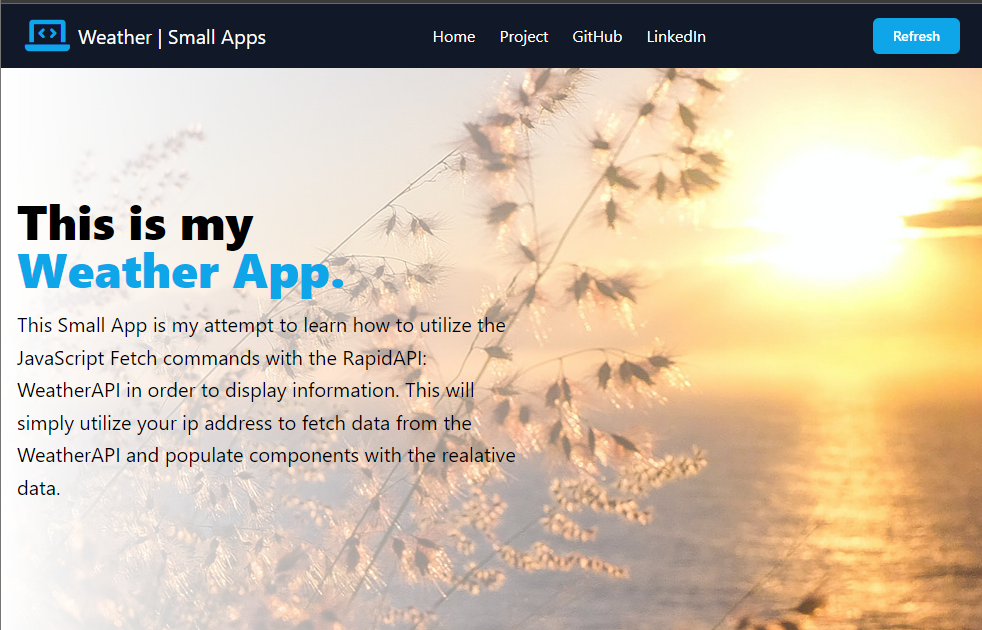 Weather | Small Apps
Home Project GitHub LinkedIn
Refresh
This is my
Weather App.
This Small App is my attempt to learn how to utilize the
JavaScript Fetch commands with the RapidAPI:
WeatherAPI in order to display information. This will
simply utilize your ip address to fetch data from the
WeatherAPI and populate components with the realative
data.